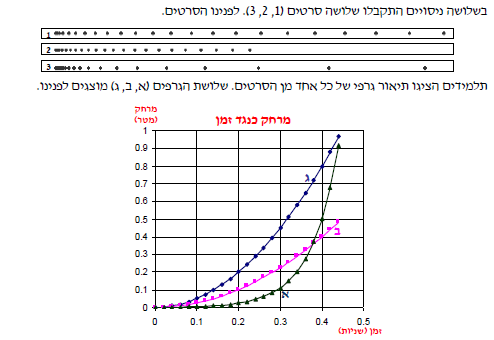 בשלושה ניסויים התקבלו שלושה סרטים (1, 2, 3). לפנינו הסרטים.
1
2
3
תלמידים הציגו תיאור גרפי של כל אחד מן הסרטים. שלושת הגרפים (א, ב, ג) מוצגים לפנינו.
מרחק כנגד זמן
מרחק
(מטר)
1
0.9
0.8
0.7
0.6
0.5
0.4
0.3
0.2
0.1
0
ג
ב
א
0 0.1 0.2 0.3 0.4 0.5
זמן (שניות)